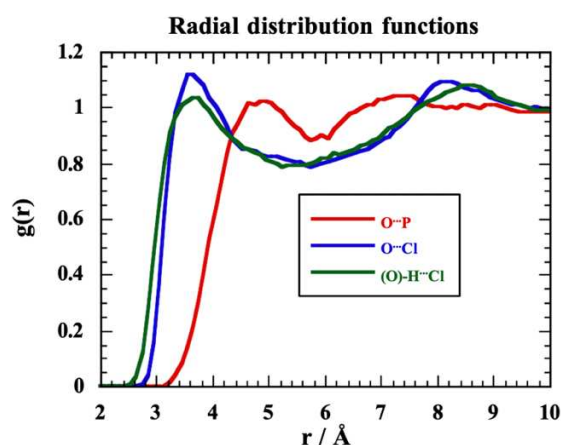 Radial distribution functions
1.2
1
0.8
0.6
0.4
0.2
0
g(r)
O···P
O···Cl
(O)-H···Cl
2 3 4 5 6 7 8 9 10
r / Å